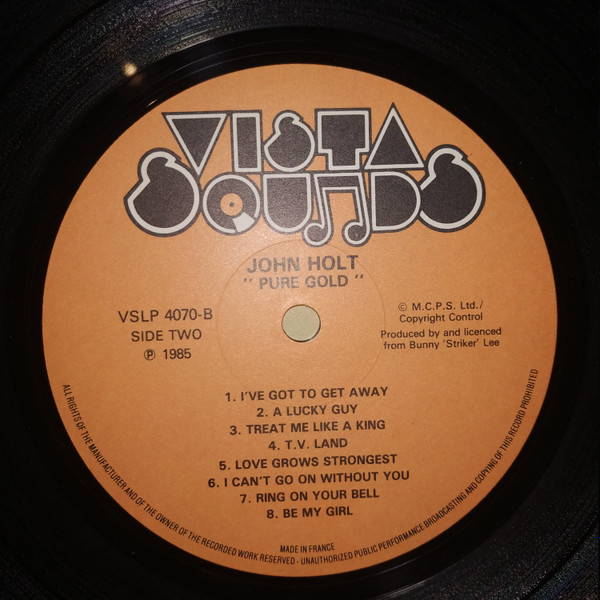 VISTA
SOUNDS
JOHN HOLT
" PURE GOLD "
VSLP 4070-B
SIDE TWO
℗ 1985
© M.C.P.S. Ltd./
Copyright Control
Produced by and licenced
from Bunny 'Striker' Lee
1. I'VE GOT TO GET AWAY
2. A LUCKY GUY
3. TREAT ME LIKE A KING
4. T.V. LAND
5. LOVE GROWS STRONGEST
6. I CAN'T GO ON WITHOUT YOU
7. RING ON YOUR BELL
8. BE MY GIRL
MADE IN FRANCE
ALL RIGHTS OF THE MANUFACTURER AND OF THE OWNER OF THE RECORDED WORK RESERVED - UNAUTHORIZED PUBLIC PERFORMANCE BROADCASTING AND COPYING OF THIS RECORD PROHIBITED